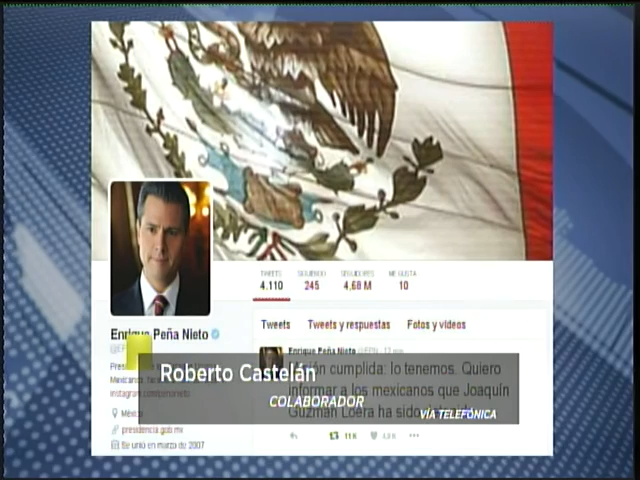 TWEETS SIGUIENDO SEGUIDORES ME GUSTA
4.110 245 4,68 M 10
Tweets Tweets y respuestas Fotos y videos
Enrique Peña Nieto
Enrique Peña Nieto
cumplida: lo tenemos. Quiero
informar a los mexicanos que Joaquín
Guzmán Loera ha sido
Roberto Castelán
COLABORADOR
VÍA TELEFÓNICA
México
presidencia.gob.mx
Se unió en marzo de 2007
11K